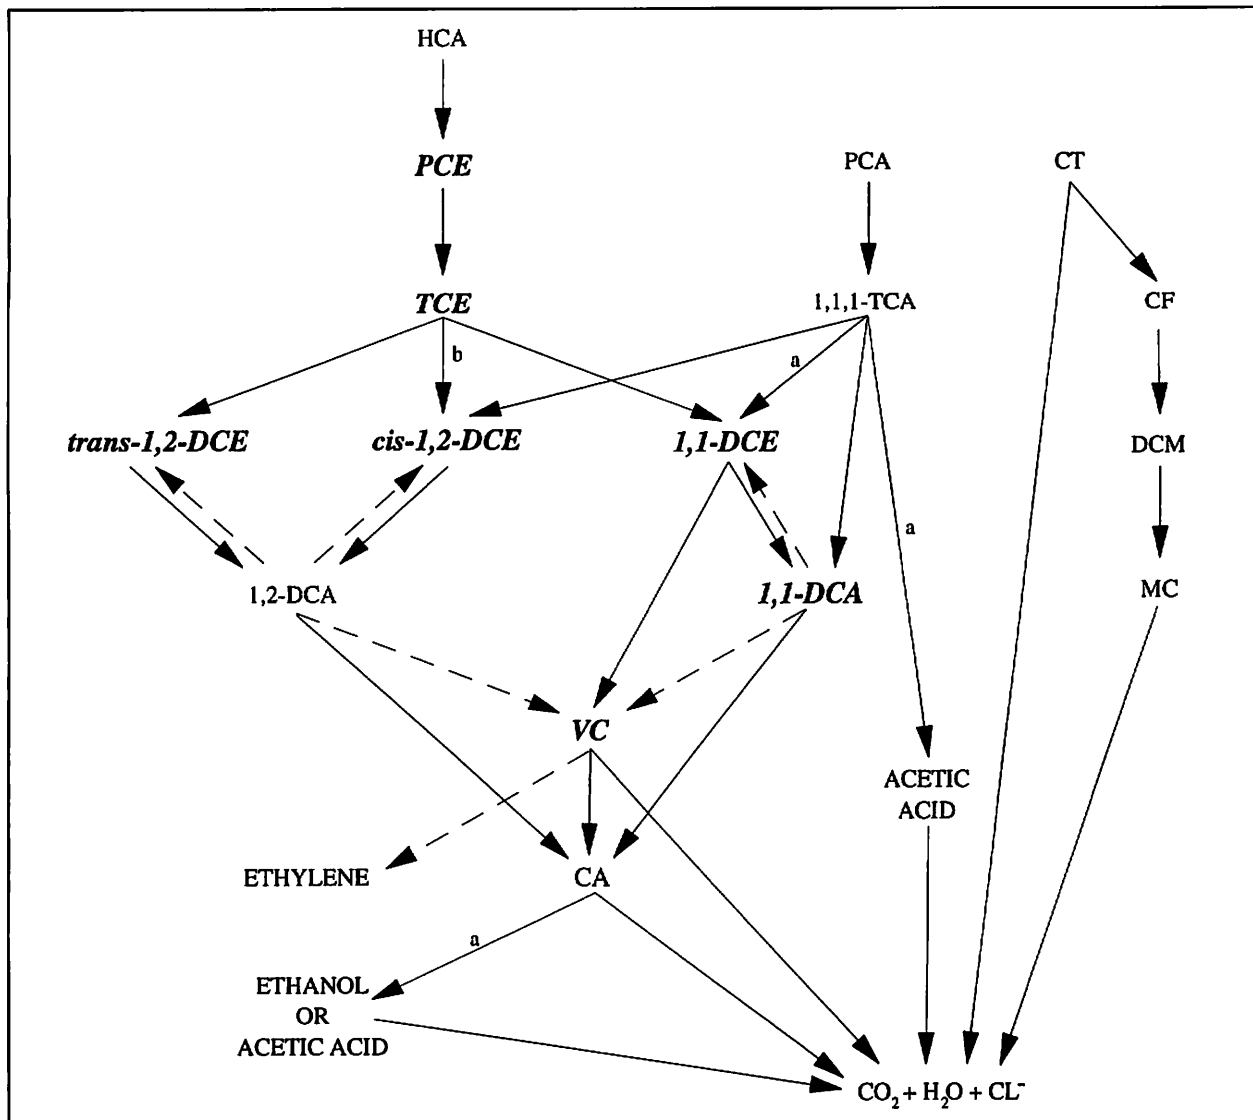 HCA
PCE
PCA
CT
TCE
1,1,1-TCA
CF
b
a
trans-1,2-DCE
cis-1,2-DCE
1,1-DCE
DCM
a
1,2-DCA
1,1-DCA
MC
VC
ACETIC
ACID
ETHYLENE
CA
a
ETHANOL
OR
ACETIC ACID
CO₂ + H₂O + CL⁻